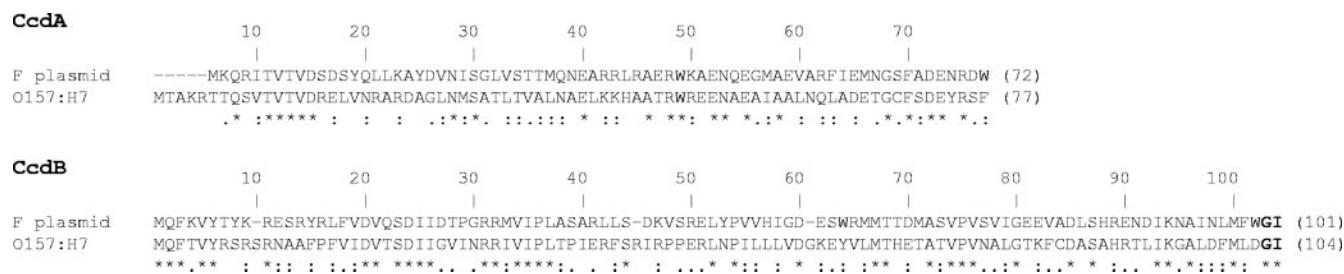 CcdA
10 20 30 40 50 60 70
| | | | | | |
F plasmid -----MKQRITVTVDSDSYQLLKAYDVNISGLVSTTMQNEARRLRAERWKAENQEGMAEVARFIEMNGSFADENRDW (72)
O157:H7 MTAKRTTQSVTVTVDRELVNRARDAGLNMSATLTVALNAELKKHAATRWREENAEAIAALNQLADETGCFSDEYRSF (77)
.* :**** : : : .:**:*. ::.::: * :: * ** : ** *. *: :: : .*.*:** *.:
CcdB
10 20 30 40 50 60 70 80 90 100
| | | | | | | | | |
F plasmid MQFKVYTYK-RESRYRLFVDVQSDIIDTPGRRMVIPLASARLLS-DKVSRELYPVVHIGD-ESWRMMTTDMASVPVSVIGEEVADLSHRENDIKNAINLMFWGI (101)
O157:H7 MQFTVYRSRSRNAAFPFVIDVTSDIIGVINRRIVIPLTPIERFSRIRPPERLNPILLLVDGKEYVLMTHETATVPVNALGTKFCDASAHRTLIKGALDFMLDGI (104)